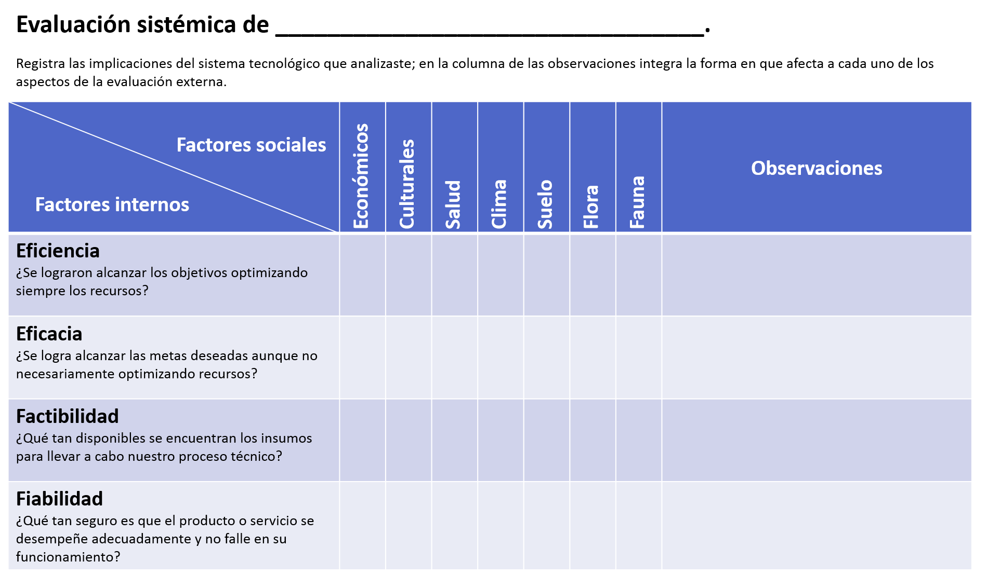 Evaluación sistémica de _________________________________.
Registra las implicaciones del sistema tecnológico que analizaste; en la columna de las observaciones integra la forma en que afecta a cada uno de los
aspectos de la evaluación externa.
Factores sociales
Factores internos
Económicos
Culturales
Salud
Clima
Suelo
Flora
Fauna
Observaciones
Eficiencia
¿Se lograron alcanzar los objetivos optimizando
siempre los recursos?
Eficacia
¿Se logra alcanzar las metas deseadas aunque no
necesariamente optimizando recursos?
Factibilidad
¿Qué tan disponibles se encuentran los insumos
para llevar a cabo nuestro proceso técnico?
Fiabilidad
¿Qué tan seguro es que el producto o servicio se
desempeñe adecuadamente y no falle en su
funcionamiento?